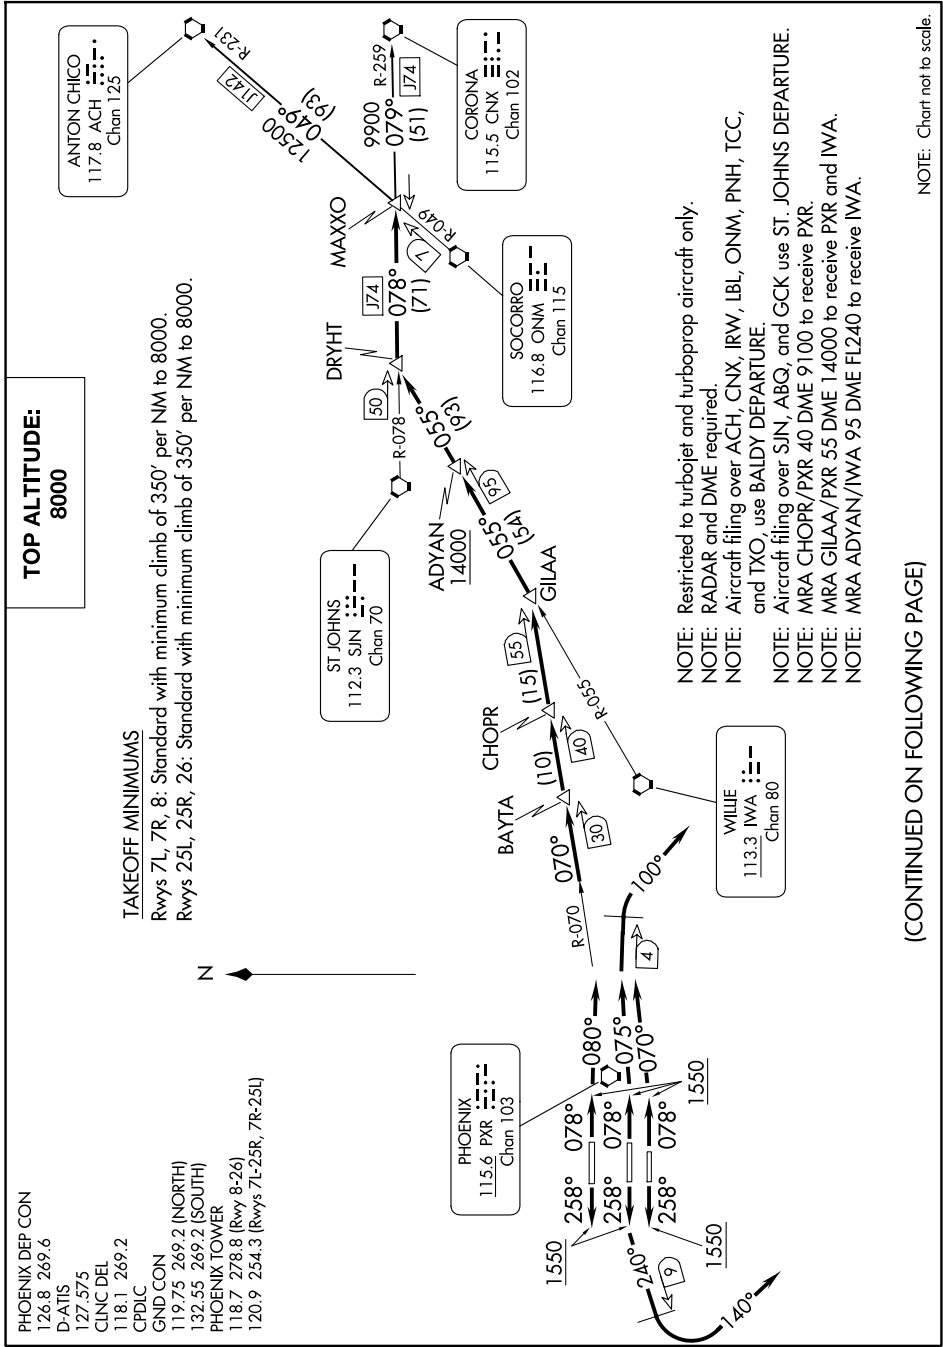 TOP ALTITUDE:
8000
PHOENIX DEP CON
126.8 269.6
D-ATIS
127.575
CLNC DEL
118.1 269.2
CPDLC
GND CON
119.75 269.2 (NORTH)
132.55 269.2 (SOUTH)
PHOENIX TOWER
118.7 278.8 (Rwy 8-26)
120.9 254.3 (Rwys 7L-25R, 7R-25L)
TAKEOFF MINIMUMS
Rwys 7L, 7R, 8: Standard with minimum climb of 350' per NM to 8000.
Rwys 25L, 25R, 26: Standard with minimum climb of 350' per NM to 8000.
N
ANTON CHICO
117.8 ACH
Chan 125
R-231
J142
12500
049°
(93)
CORONA
115.5 CNX
Chan 102
R-259
J74
9900
079°
(51)
MAXXO
7
R-049
SOCORRO
116.8 ONM
Chan 115
J74
078°
(71)
DRYHT
50
R-078
ST JOHNS
112.3 SJN
Chan 70
055°
(93)
ADYAN
14000
95
055°
(54)
GILAA
55
(15)
R-055
CHOPR
40
(10)
BAYTA
30
070°
R-070
WILLIE
113.3 IWA
Chan 80
100°
4
PHOENIX
115.6 PXR
Chan 103
080°
075°
070°
1550
258° 078°
258° 078°
258° 078°
1550
1550
240°
9
140°
NOTE: Restricted to turbojet and turboprop aircraft only.
NOTE: RADAR and DME required.
NOTE: Aircraft filing over ACH, CNX, IRW, LBL, ONM, PNH, TCC,
and TXO, use BALDY DEPARTURE.
NOTE: Aircraft filing over SJN, ABQ, and GCK use ST. JOHNS DEPARTURE.
NOTE: MRA CHOPR/PXR 40 DME 9100 to receive PXR.
NOTE: MRA GILAA/PXR 55 DME 14000 to receive PXR and IWA.
NOTE: MRA ADYAN/IWA 95 DME FL240 to receive IWA.
NOTE: Chart not to scale.
(CONTINUED ON FOLLOWING PAGE)